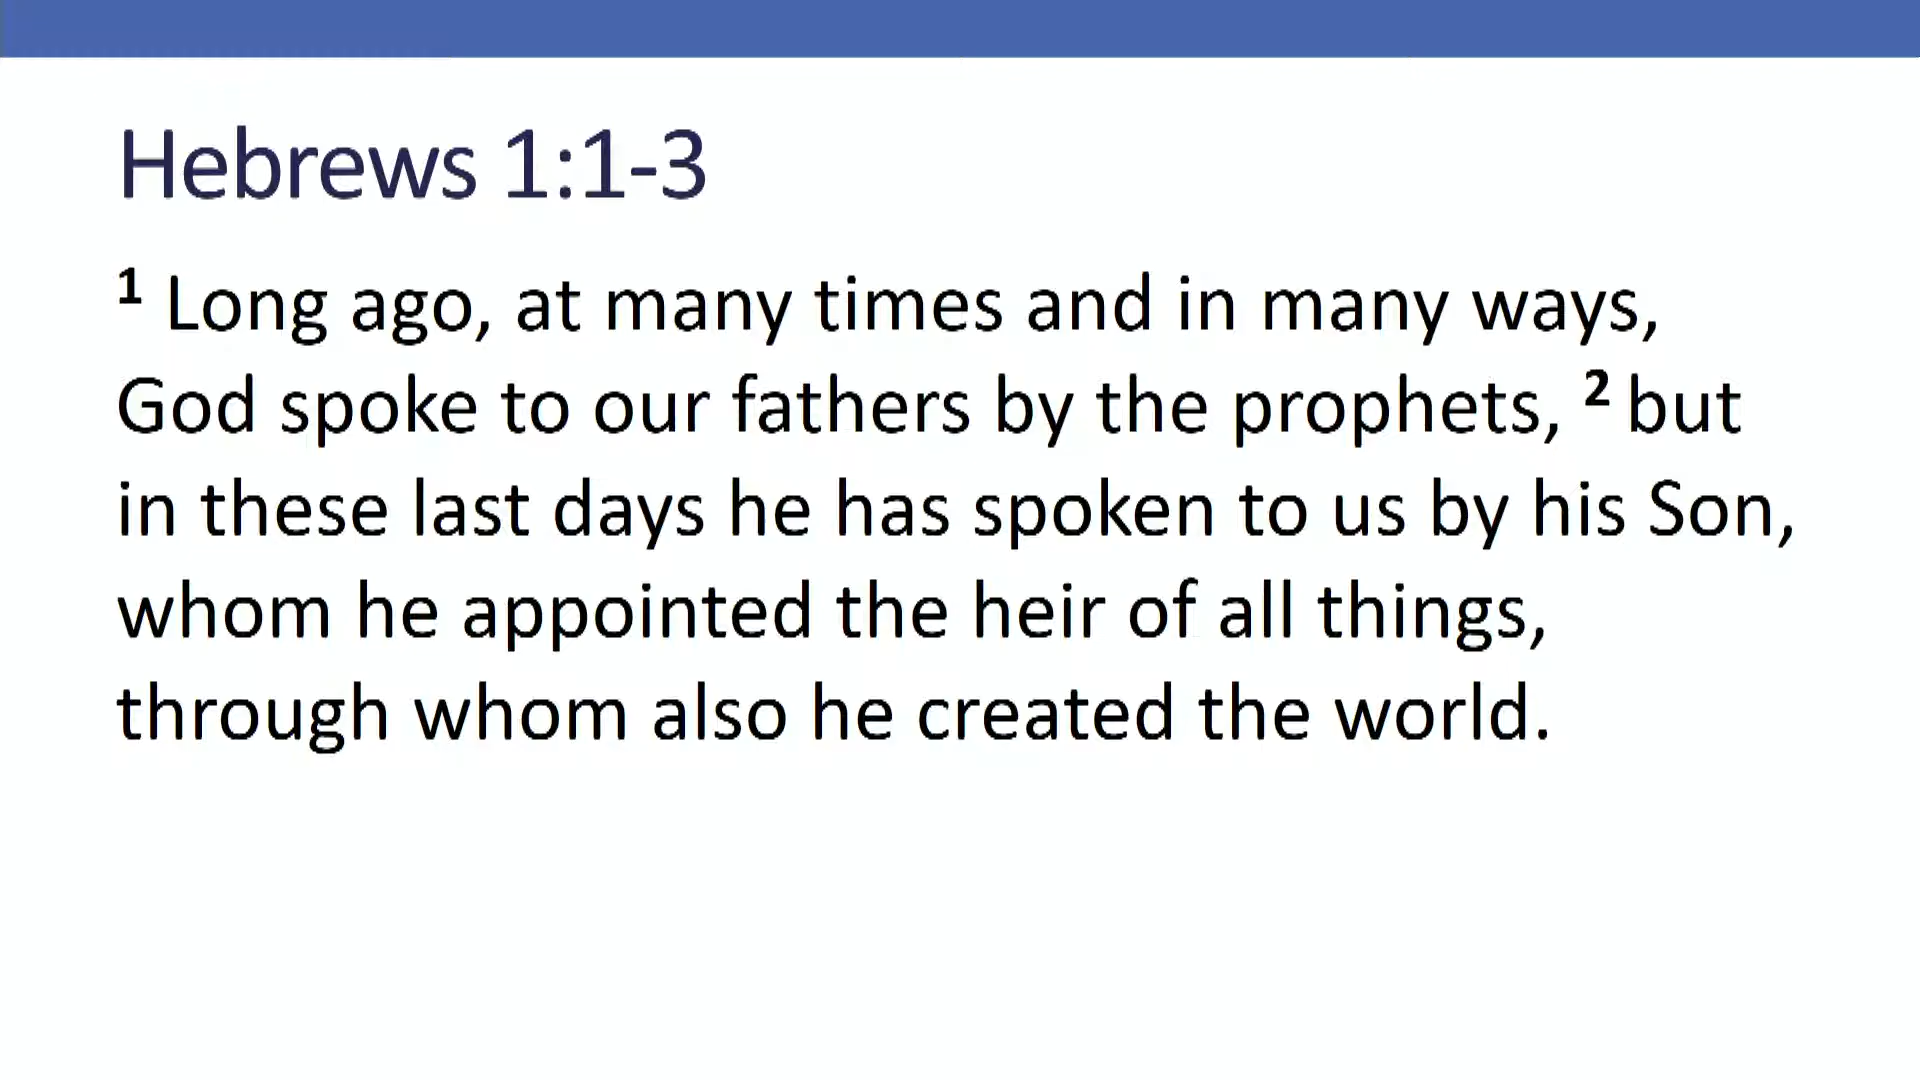 Hebrews 1:1-3
1 Long ago, at many times and in many ways,
God spoke to our fathers by the prophets, 2 but
in these last days he has spoken to us by his Son,
whom he appointed the heir of all things,
through whom also he created the world.